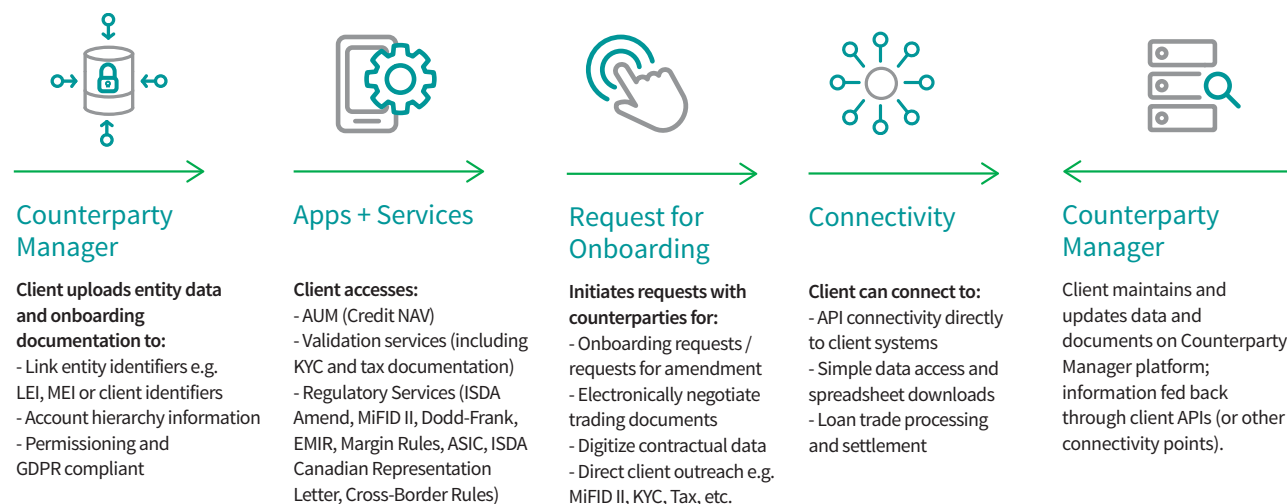 Counterparty
Manager
Client uploads entity data
and onboarding
documentation to:
- Link entity identifiers e.g.
LEI, MEI or client identifiers
- Account hierarchy information
- Permissioning and
GDPR compliant
Apps + Services
Client accesses:
- AUM (Credit NAV)
- Validation services (including
KYC and tax documentation)
- Regulatory Services (ISDA
Amend, MiFID II, Dodd-Frank,
EMIR, Margin Rules, ASIC, ISDA
Canadian Representation
Letter, Cross-Border Rules)
Request for
Onboarding
Initiates requests with
counterparties for:
- Onboarding requests /
requests for amendment
- Electronically negotiate
trading documents
- Digitize contractual data
- Direct client outreach e.g.
MiFID II, KYC, Tax, etc.
Connectivity
Client can connect to:
- API connectivity directly
to client systems
- Simple data access and
spreadsheet downloads
- Loan trade processing
and settlement
Counterparty
Manager
Client maintains and
updates data and
documents on Counterparty
Manager platform;
information fed back
through client APIs (or other
connectivity points).